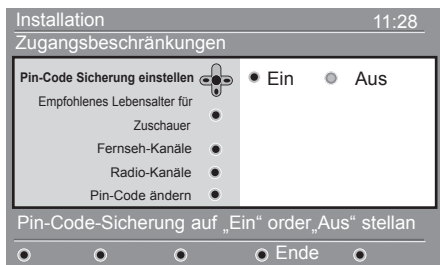 Installation 11:28
Zugangsbeschränkungen
Pin-Code Sicherung einstellen Ein Aus
Empfohlenes Lebensalter für
Zuschauer
Fernseh-Kanäle
Radio-Kanäle
Pin-Code ändern
Pin-Code-Sicherung auf „Ein“ order„Aus“ stellan
Ende